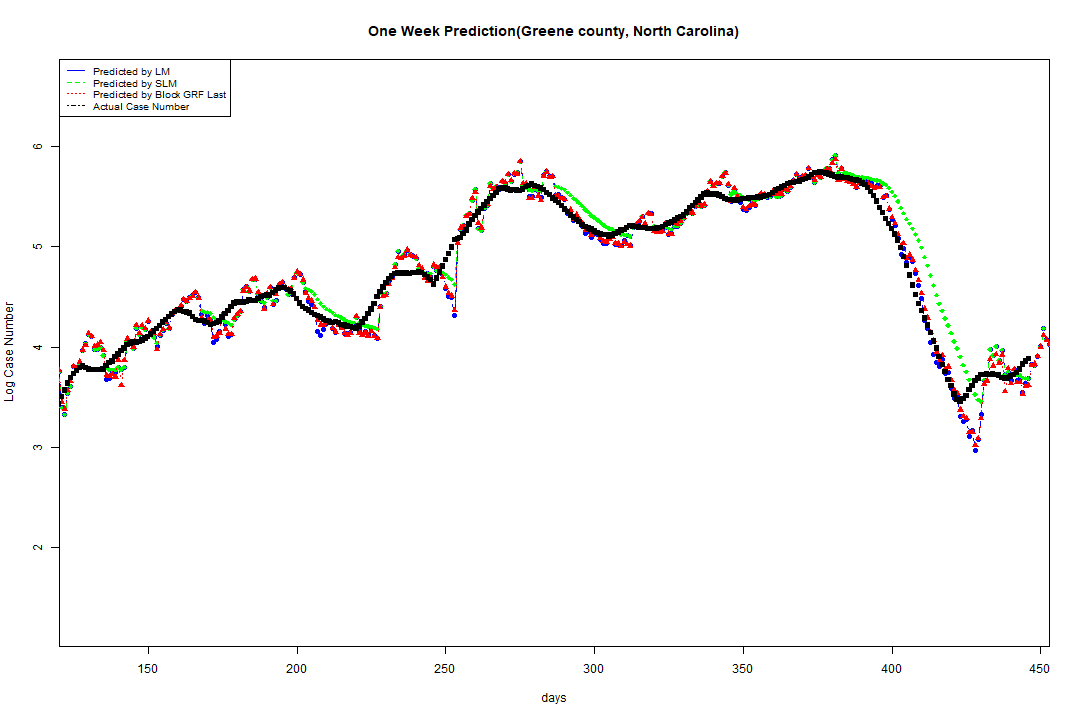 One Week Prediction(Greene county, North Carolina)
Predicted by LM
Predicted by SLM
Predicted by Block GRF Last
Actual Case Number
6
5
4
3
2
Log Case Number
150 200 250 300 350 400 450
days